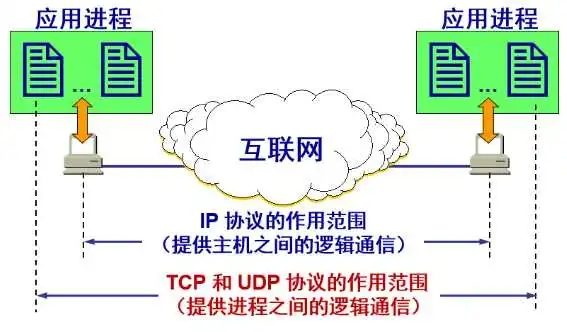 应用进程
应用进程
…
…
互联网
IP 协议的作用范围
（提供主机之间的逻辑通信）
TCP 和 UDP 协议的作用范围
（提供进程之间的逻辑通信）